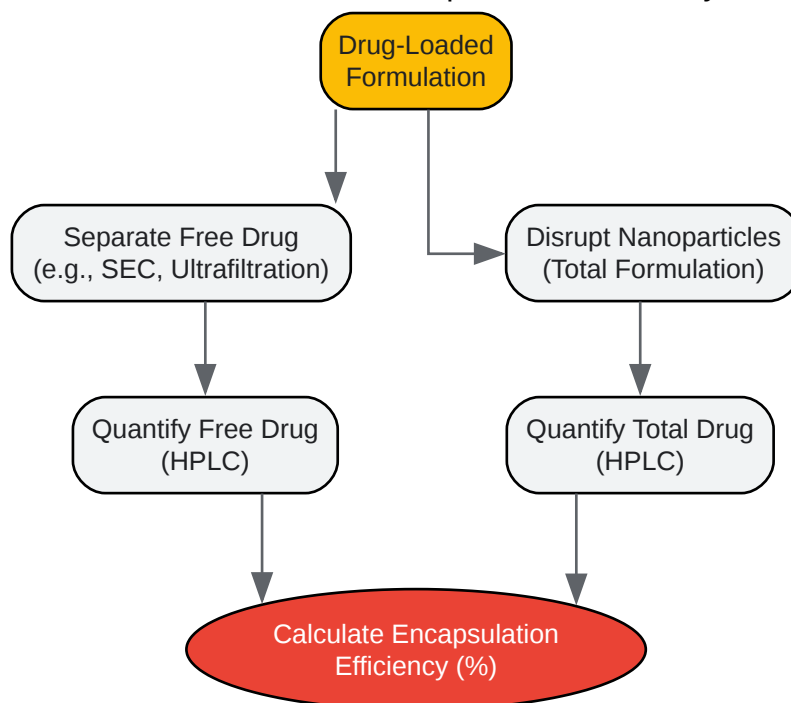 Drug-Loaded
Formulation
Separate Free Drug
(e.g., SEC, Ultrafiltration)
Disrupt Nanoparticles
(Total Formulation)
Quantify Free Drug
(HPLC)
Quantify Total Drug
(HPLC)
Calculate Encapsulation
Efficiency (%)